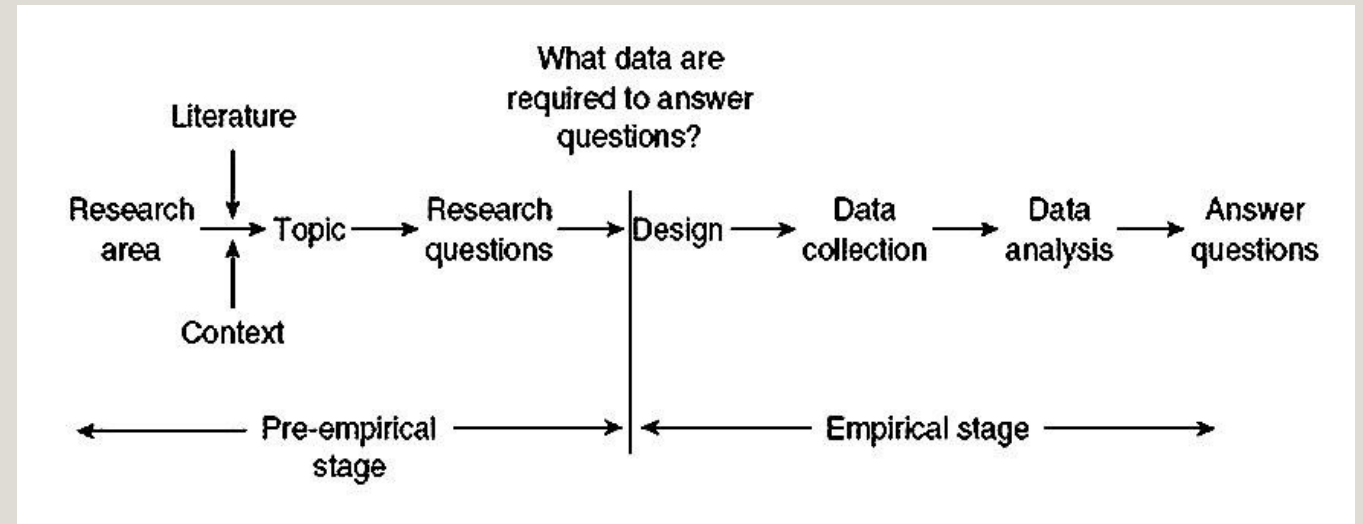 What data are
required to answer
questions?
Literature
Research
area
Topic
Research
questions
Design
Data
collection
Data
analysis
Answer
questions
Context
Pre-empirical
stage
Empirical stage